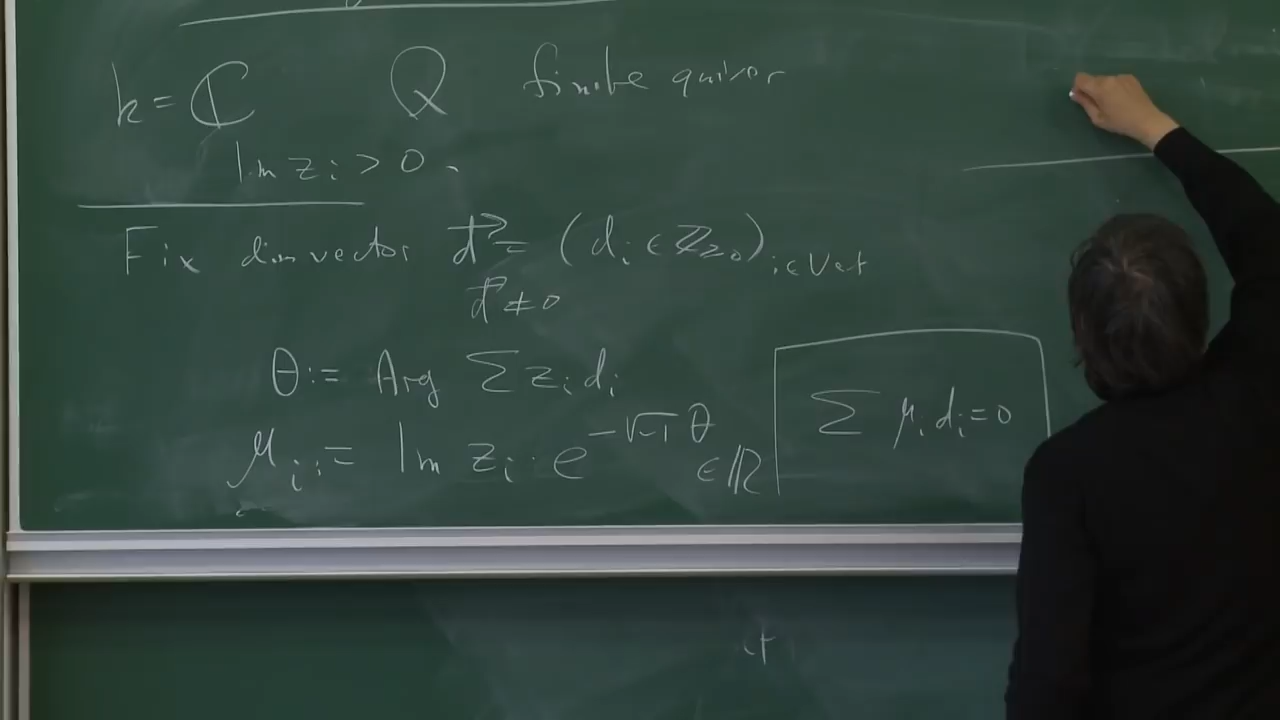 k = ℂ Q finite quiver
Im z_i > 0.
Fix dim vector d⃗ = (d_i ∈ ℤ_{≥0})_{i∈Vert}
d⃗ ≠ 0
θ := Arg Σ z_i d_i
μ_i := Im z_i · e^{-√-1 θ} ∈ ℝ
Σ μ_i d_i = 0